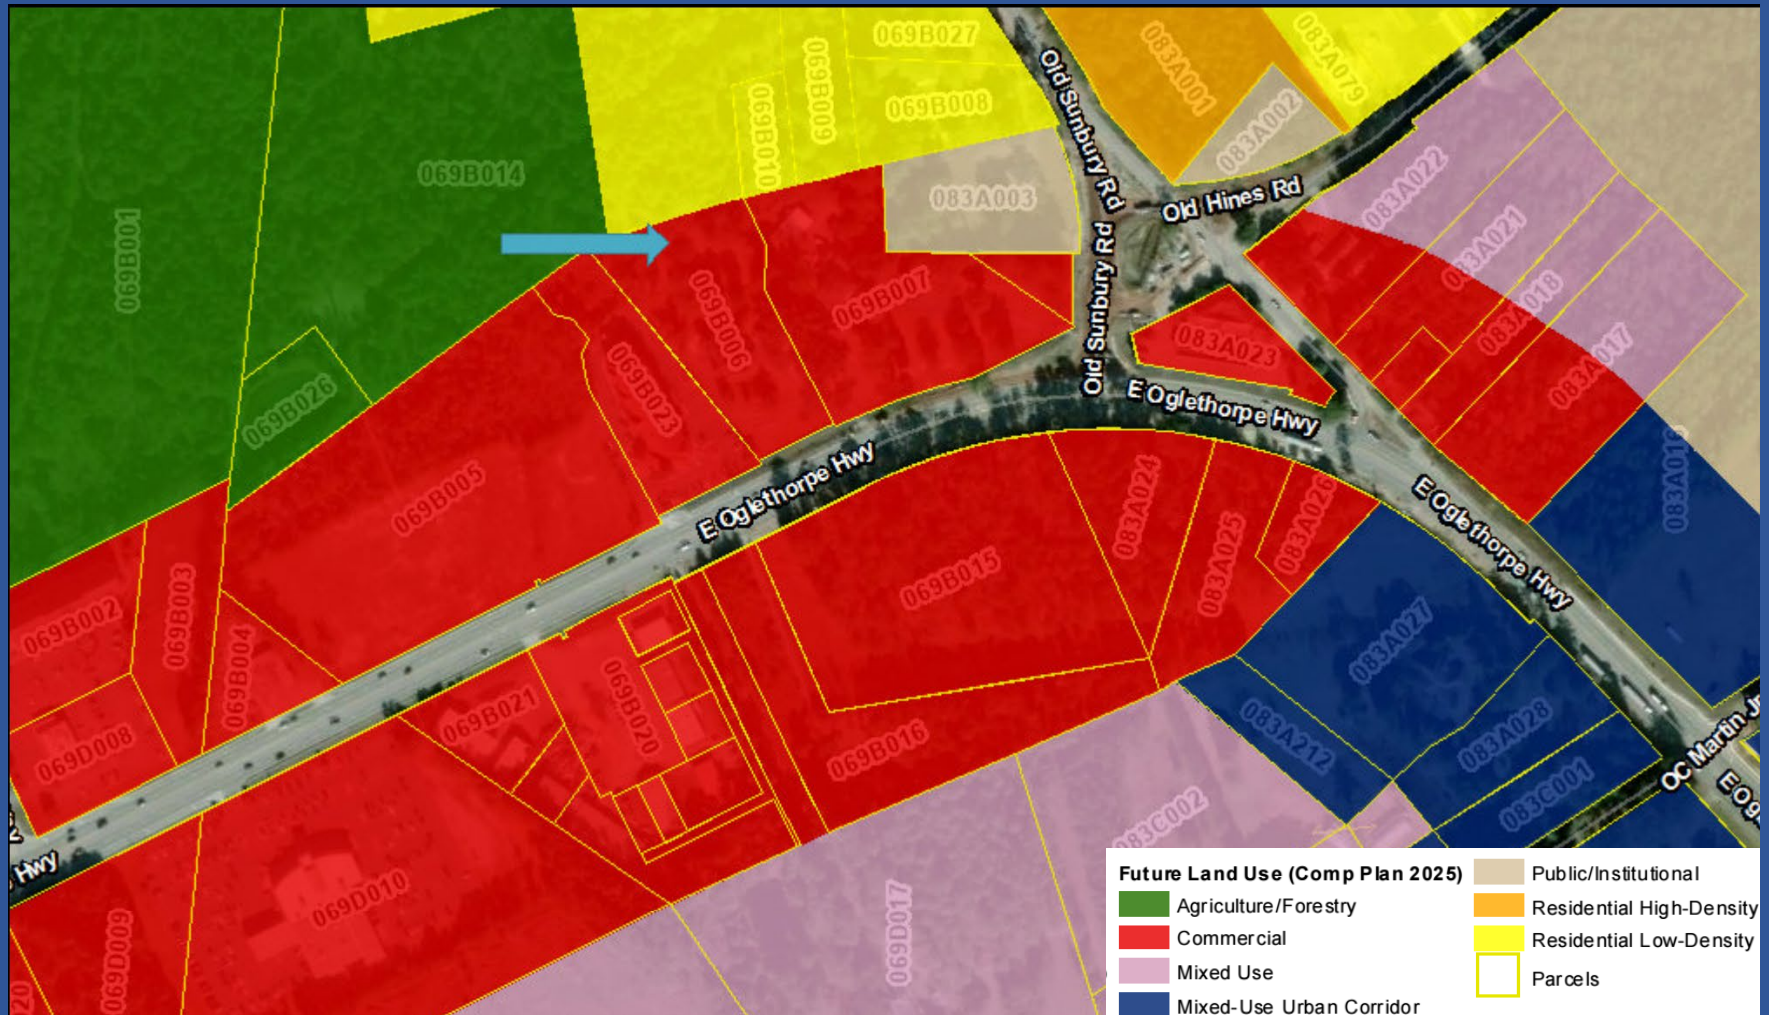 069B027
083A001
083A079
Old Sunbury Rd
069B009
069B008
069B010
083A002
069B014
083A003
Old Hines Rd
083A022
069B001
Old Sunbury Rd
083A021
069B006
069B007
083A018
083A023
083A017
069B026
069B023
E Oglethorpe Hwy
069B005
E Oglethorpe Hwy
083A024
083A026
E Oglethorpe Hwy
069B015
083A025
069B002
069B003
069B004
083A027
069B021
069B020
083A212
083A028
069D008
069B016
OC Martin Jr
083C001
E Og
083C002
Hwy
069D010
069D017
069D009
20
Future Land Use (Comp Plan 2025)
Agriculture/Forestry
Commercial
Mixed Use
Mixed-Use Urban Corridor
Public/Institutional
Residential High-Density
Residential Low-Density
Parcels